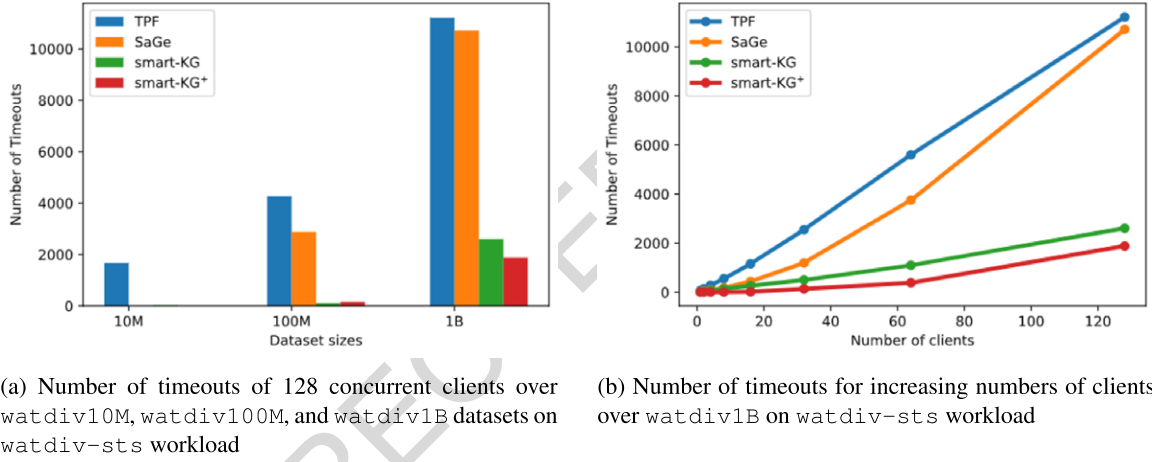 TPF
SaGe
smart-KG
smart-KG⁺
Number of Timeouts
10000
8000
6000
4000
2000
0
10M
100M
1B
Dataset sizes
TPF
SaGe
smart-KG
smart-KG⁺
Number of Timeouts
10000
8000
6000
4000
2000
0
0
20
40
60
80
100
120
Number of clients
(a) Number of timeouts of 128 concurrent clients over
watdiv10M, watdiv100M, and watdiv1B datasets on
watdiv-sts workload
(b) Number of timeouts for increasing numbers of clients
over watdiv1B on watdiv-sts workload